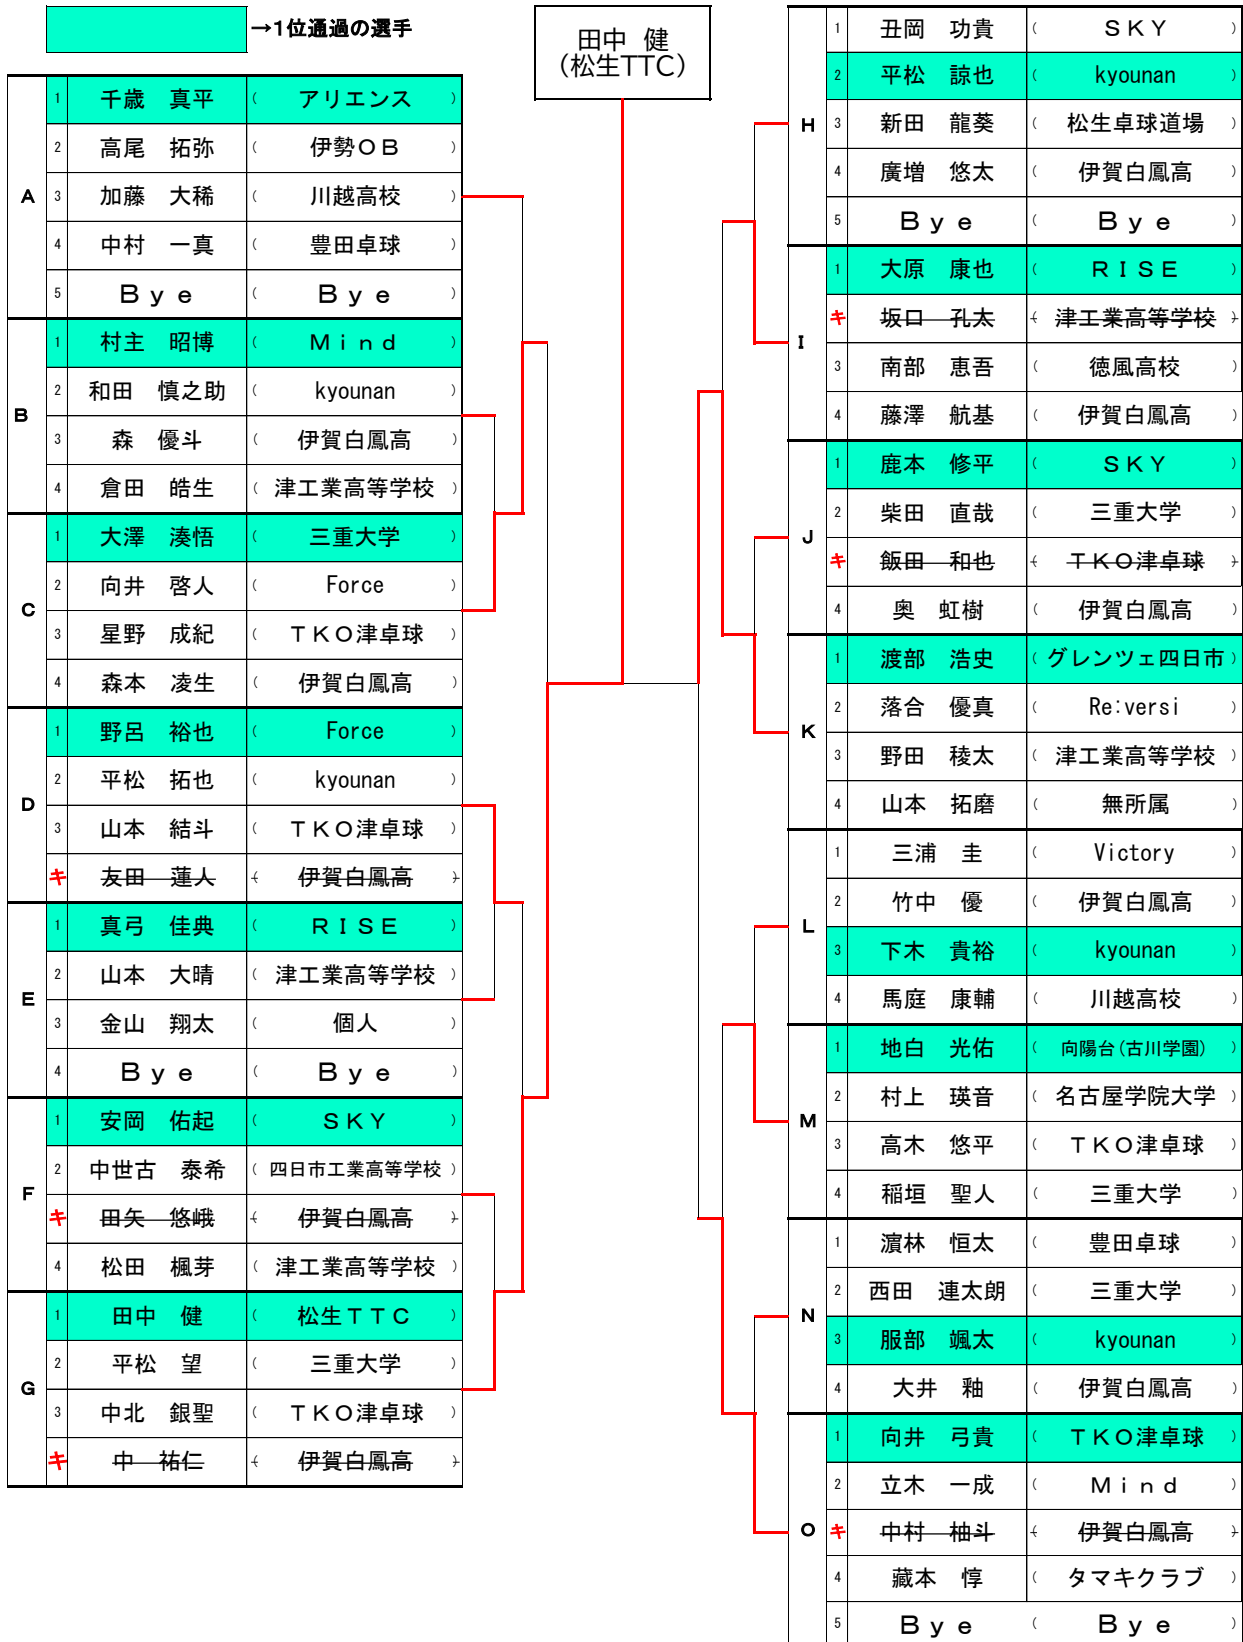 →1位通過の選手
田中 健
(松生TTC)
A
1 千歳 真平 ( アリエンス )
2 高尾 拓弥 ( 伊勢OB )
3 加藤 大稀 ( 川越高校 )
4 中村 一真 ( 豊田卓球 )
5 Bye ( Bye )
B
1 村主 昭博 ( Mind )
2 和田 慎之助 ( kyounan )
3 森 優斗 ( 伊賀白鳳高 )
4 倉田 皓生 ( 津工業高等学校 )
C
1 大澤 湊悟 ( 三重大学 )
2 向井 啓人 ( Force )
3 星野 成紀 ( TKO津卓球 )
4 森本 凌生 ( 伊賀白鳳高 )
D
1 野呂 裕也 ( Force )
2 平松 拓也 ( kyounan )
3 山本 結斗 ( TKO津卓球 )
キ 友田 蓮人 ( 伊賀白鳳高 )
E
1 真弓 佳典 ( RISE )
2 山本 大晴 ( 津工業高等学校 )
3 金山 翔太 ( 個人 )
4 Bye ( Bye )
F
1 安岡 佑起 ( SKY )
2 中世古 泰希 ( 四日市工業高等学校 )
キ 田矢 悠峨 ( 伊賀白鳳高 )
4 松田 楓芽 ( 津工業高等学校 )
G
1 田中 健 ( 松生TTC )
2 平松 望 ( 三重大学 )
3 中北 銀聖 ( TKO津卓球 )
キ 中 祐仁 ( 伊賀白鳳高 )
H
1 丑岡 功貴 ( SKY )
2 平松 諒也 ( kyounan )
3 新田 龍葵 ( 松生卓球道場 )
4 廣増 悠太 ( 伊賀白鳳高 )
5 Bye ( Bye )
I
1 大原 康也 ( RISE )
キ 坂口 孔太 ( 津工業高等学校 )
3 南部 恵吾 ( 徳風高校 )
4 藤澤 航基 ( 伊賀白鳳高 )
J
1 鹿本 修平 ( SKY )
2 柴田 直哉 ( 三重大学 )
キ 飯田 和也 ( TKO津卓球 )
4 奥 虹樹 ( 伊賀白鳳高 )
K
1 渡部 浩史 ( グレンツェ四日市 )
2 落合 優真 ( Re:versi )
3 野田 稜太 ( 津工業高等学校 )
4 山本 拓磨 ( 無所属 )
L
1 三浦 圭 ( Victory )
2 竹中 優 ( 伊賀白鳳高 )
3 下木 貴裕 ( kyounan )
4 馬庭 康輔 ( 川越高校 )
M
1 地白 光佑 ( 向陽台(古川学園) )
2 村上 瑛音 ( 名古屋学院大学 )
3 高木 悠平 ( TKO津卓球 )
4 稲垣 聖人 ( 三重大学 )
N
1 濵林 恒太 ( 豊田卓球 )
2 西田 連太朗 ( 三重大学 )
3 服部 颯太 ( kyounan )
4 大井 釉 ( 伊賀白鳳高 )
O
1 向井 弓貴 ( TKO津卓球 )
2 立木 一成 ( Mind )
キ 中村 柚斗 ( 伊賀白鳳高 )
4 藏本 惇 ( タマキクラブ )
5 Bye ( Bye )